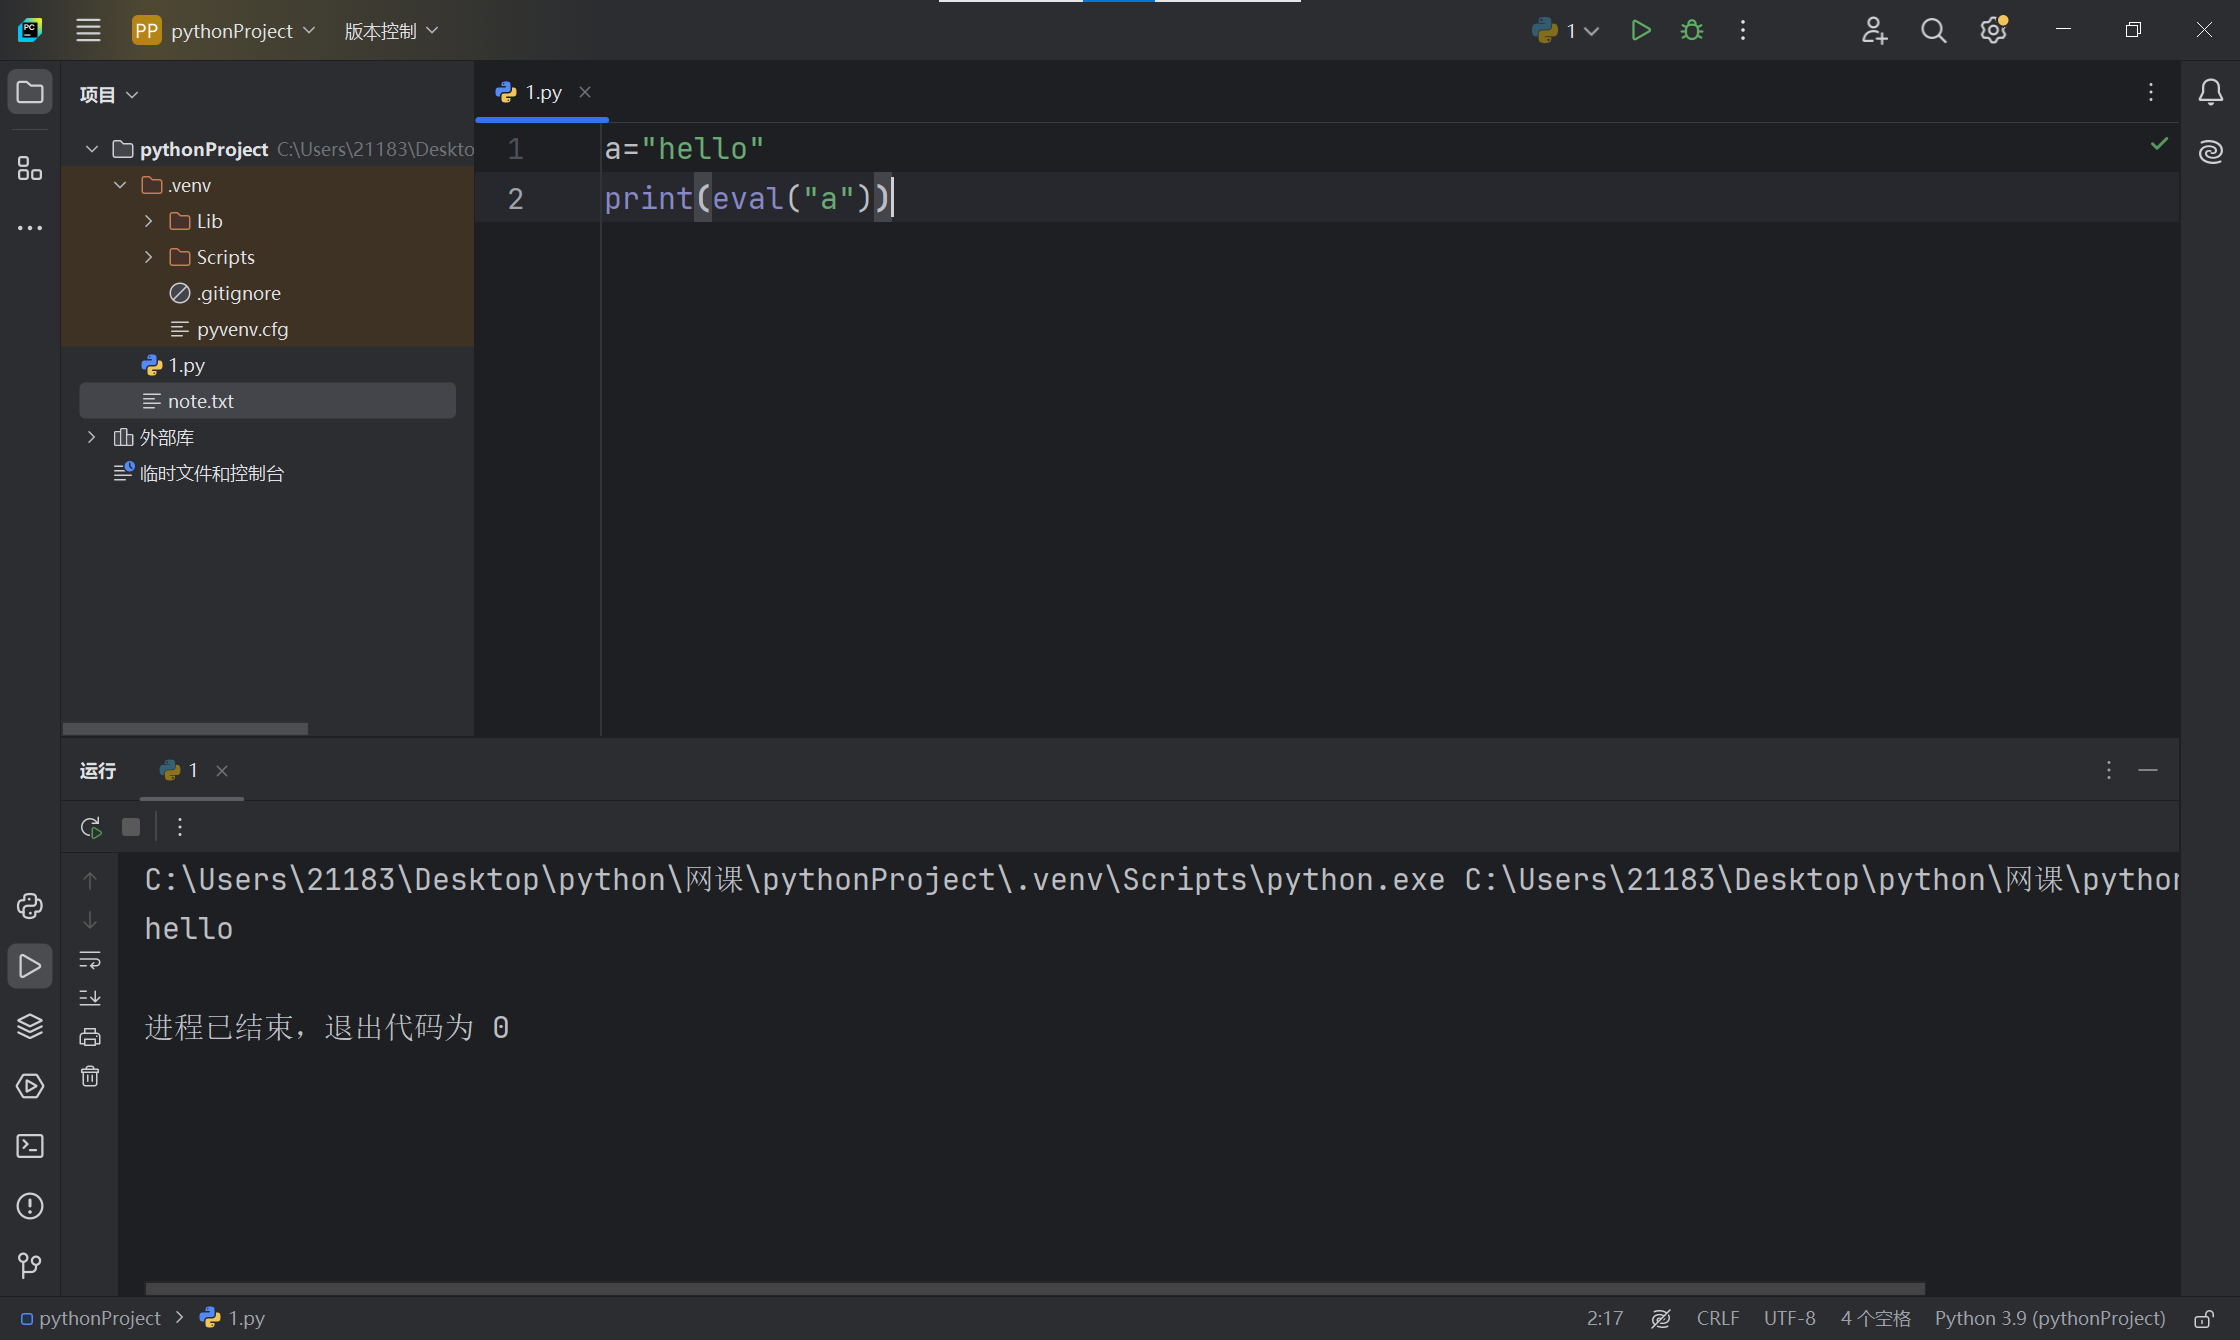 PP pythonProject 版本控制 1
项目
1.py
pythonProject C:\Users\21183\Deskto
.venv
Lib
Scripts
.gitignore
pyvenv.cfg
1.py
note.txt
外部库
临时文件和控制台
1 a="hello"
2 print(eval("a"))
运行 1
C:\Users\21183\Desktop\python\网课\pythonProject\.venv\Scripts\python.exe C:\Users\21183\Desktop\python\网课\python
hello
进程已结束，退出代码为 0
pythonProject > 1.py 2:17 CRLF UTF-8 4 个空格 Python 3.9 (pythonProject)